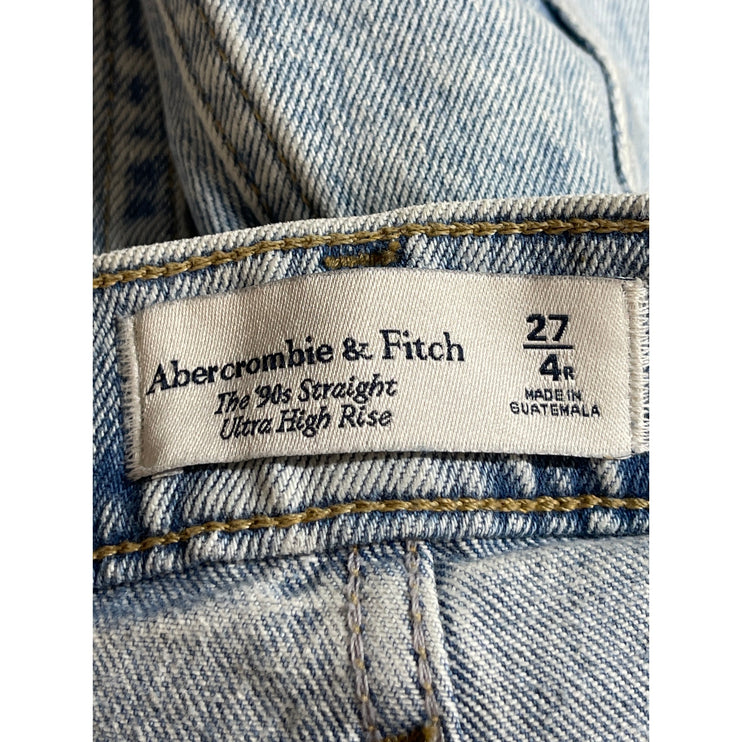 Abercrombie & Fitch
The '90s Straight
Ultra High Rise
27
4R
MADE IN
GUATEMALA